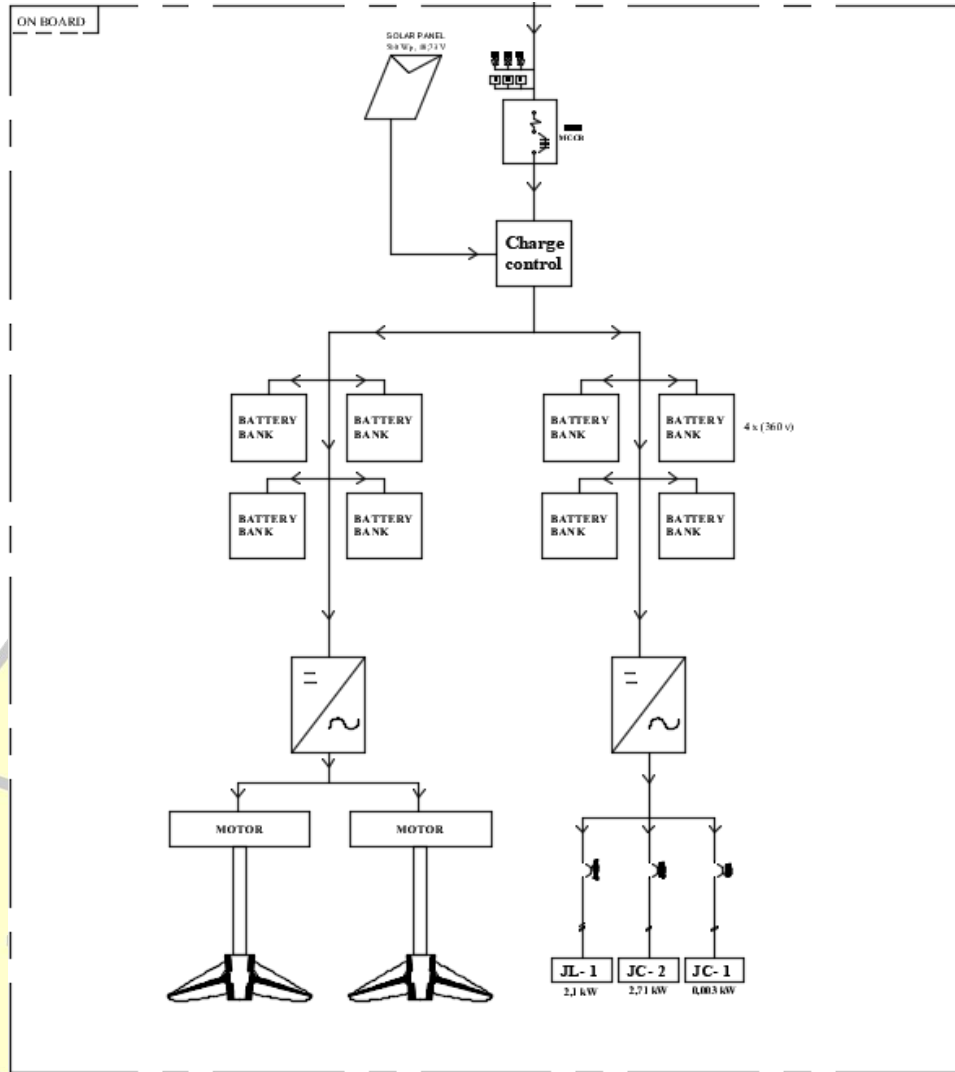 ON BOARD
SOLAR PANEL
MCCB
Charge
control
BATTERY
BANK
BATTERY
BANK
BATTERY
BANK
BATTERY
BANK
4 x (360 v)
BATTERY
BANK
BATTERY
BANK
BATTERY
BANK
BATTERY
BANK
MOTOR
MOTOR
JL- 1
JC- 2
JC- 1
2,1 kW
2,71 kW
0,003 kW